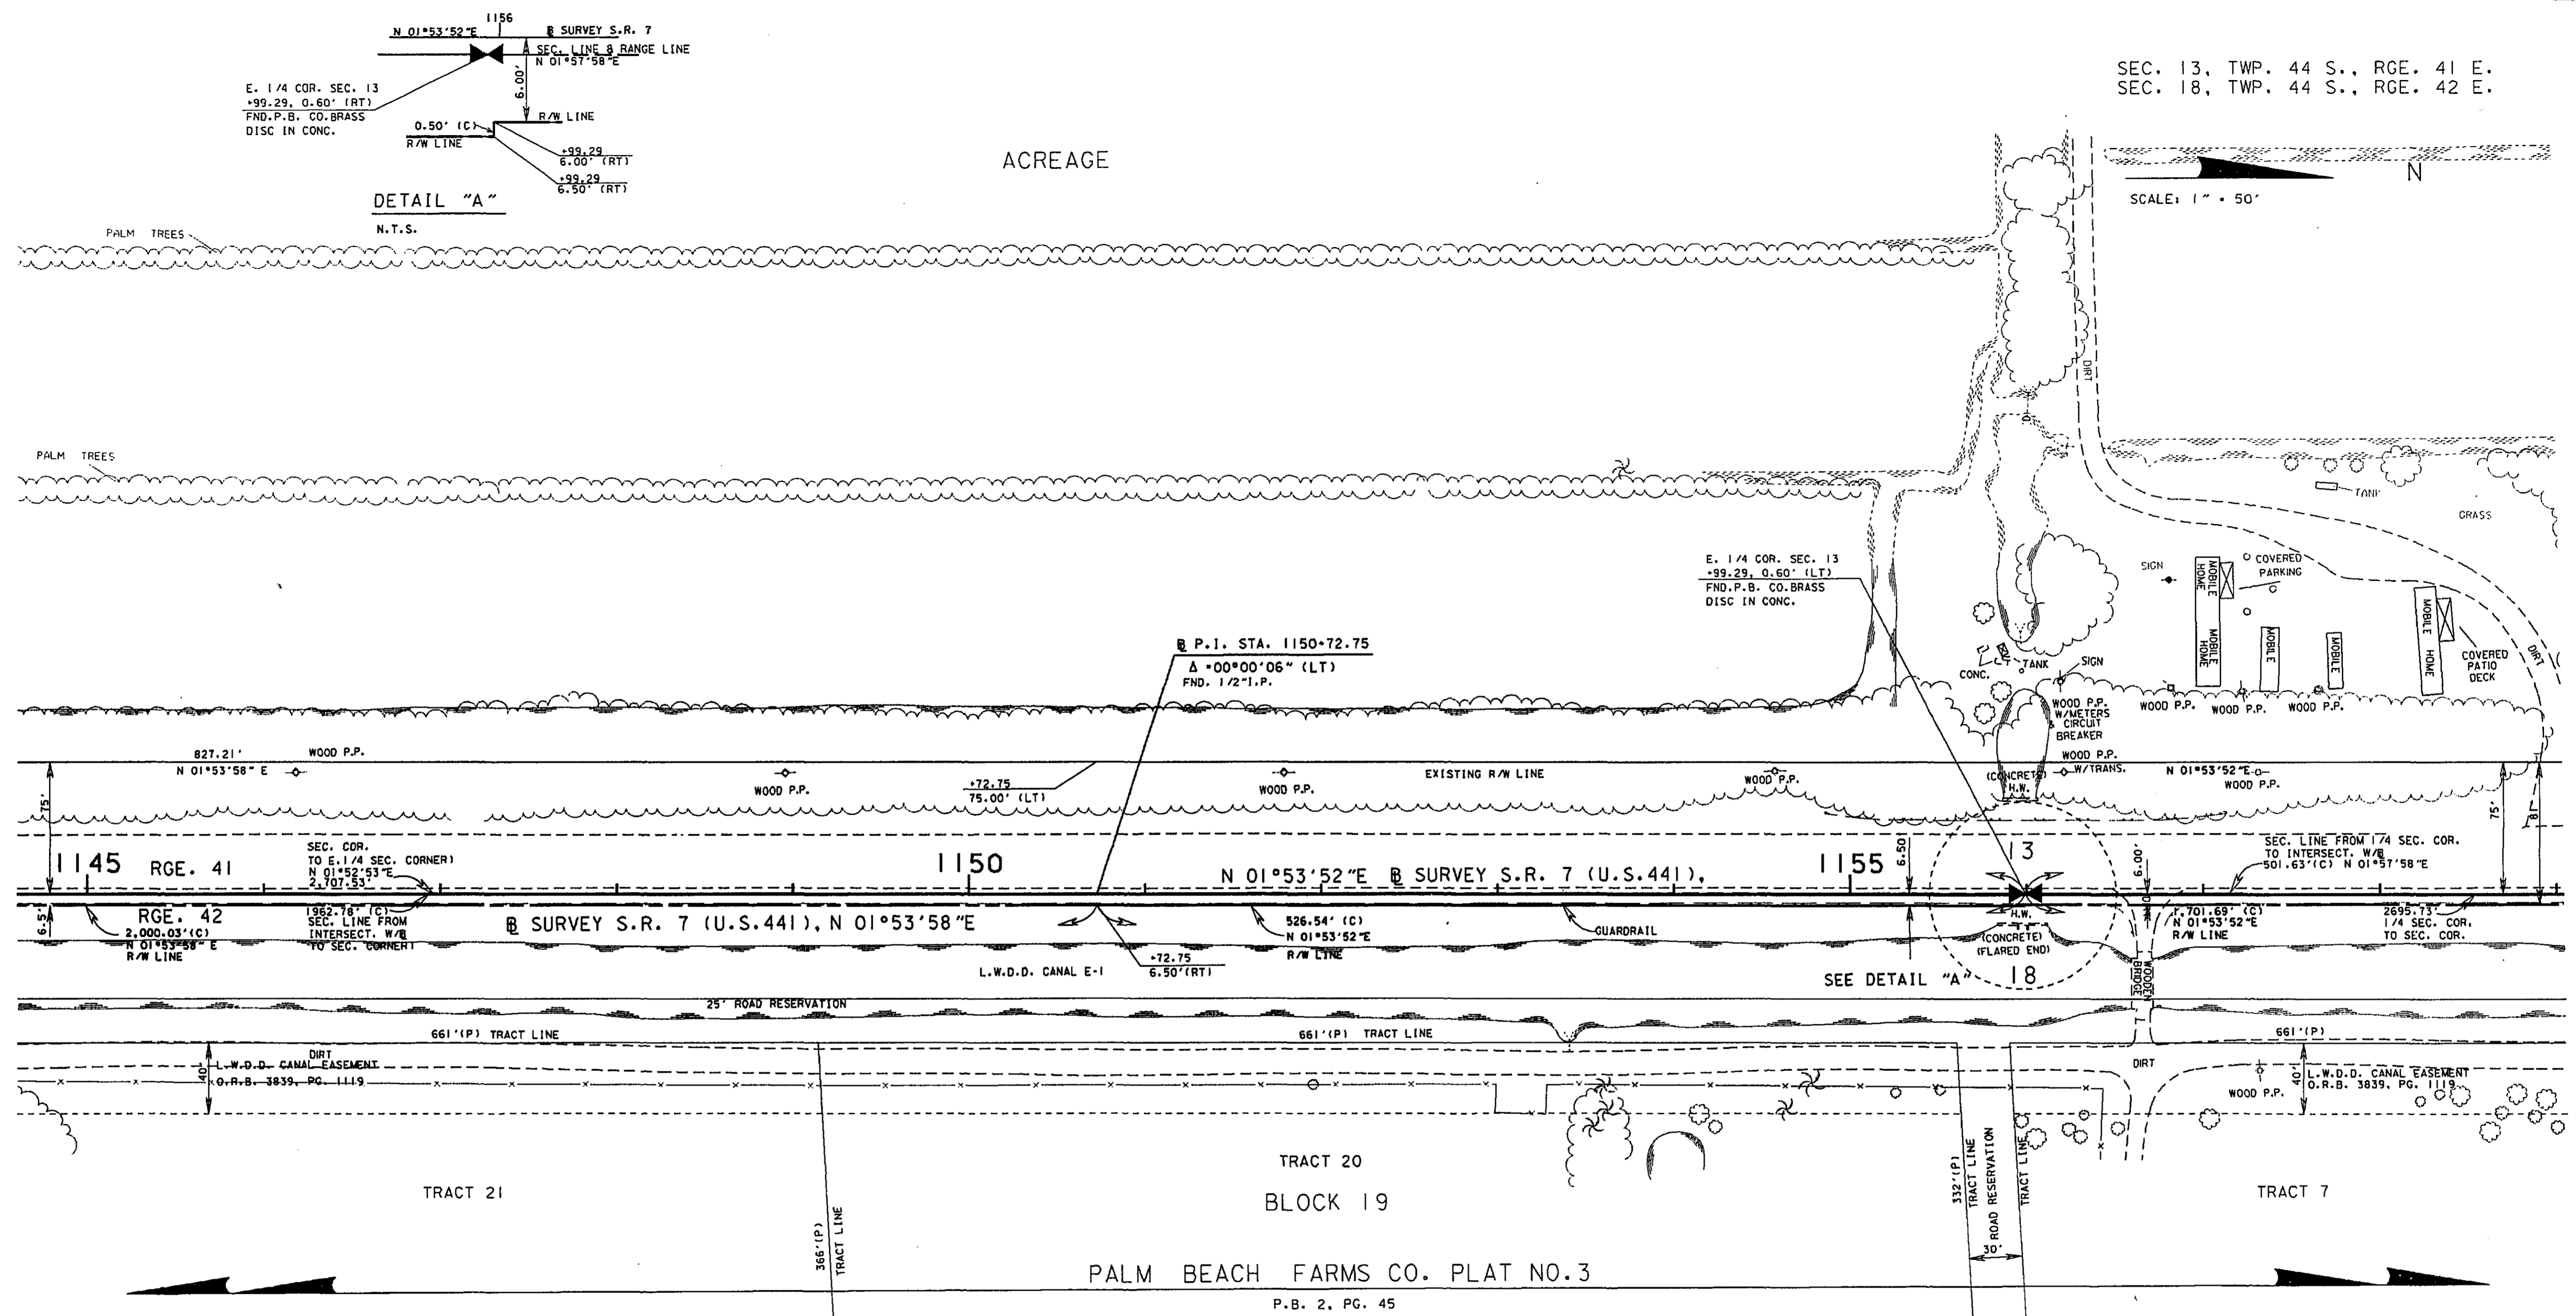 1156
N 01°53'52"E
℄ SURVEY S.R. 7
SEC. LINE & RANGE LINE
N 01°57'58"E
6.00'
E. 1/4 COR. SEC. 13
+99.29, 0.60' (RT)
FND.P.B. CO.BRASS
DISC IN CONC.
0.50' (C)
R/W LINE
R/W LINE
+99.29
6.00' (RT)
+99.29
6.50' (RT)
DETAIL "A"
N.T.S.
ACREAGE
SEC. 13, TWP. 44 S., RGE. 41 E.
SEC. 18, TWP. 44 S., RGE. 42 E.
N
SCALE: 1" = 50'
PALM TREES
PALM TREES
DIRT
TANK
GRASS
E. 1/4 COR. SEC. 13
+99.29, 0.60' (LT)
FND.P.B. CO.BRASS
DISC IN CONC.
SIGN
MOBILE HOME
MOBILE HOME
COVERED
PARKING
MOBILE
MOBILE
MOBILE HOME
COVERED
PATIO
DECK
DIRT
CONC.
TANK
SIGN
℄ P.I. STA. 1150+72.75
Δ =00°00'06" (LT)
FND. 1/2"I.P.
WOOD P.P.
W/METERS
& CIRCUIT
BREAKER
WOOD P.P.
WOOD P.P.
WOOD P.P.
827.21'
N 01°53'58" E
WOOD P.P.
WOOD P.P.
+72.75
75.00' (LT)
WOOD P.P.
EXISTING R/W LINE
WOOD P.P.
(CONCRETE)
H.W.
WOOD P.P.
W/TRANS.
N 01°53'52"E
WOOD P.P.
75'
75'
81'
1145
RGE. 41
SEC. COR.
TO E.1/4 SEC. CORNER)
N 01°52'53"E
2,707.53'
1150
N 01°53'52"E ℄ SURVEY S.R. 7 (U.S.441),
1155
6.50'
13
6.00'
SEC. LINE FROM 1/4 SEC. COR.
TO INTERSECT. W/℄
501.63'(C) N 01°57'58"E
6.5'
RGE. 42
2,000.03'(C)
N 01°53'58" E
R/W LINE
1962.78' (C)
SEC. LINE FROM
INTERSECT. W/℄
TO SEC. CORNER)
℄ SURVEY S.R. 7 (U.S.441), N 01°53'58"E
+72.75
6.50'(RT)
L.W.D.D. CANAL E-1
526.54' (C)
N 01°53'52"E
R/W LINE
GUARDRAIL
H.W.
(CONCRETE)
(FLARED END)
SEE DETAIL "A"
18
WOODEN
BRIDGE
1,701.69' (C)
N 01°53'52"E
R/W LINE
2695.73'
1/4 SEC. COR.
TO SEC. COR.
25' ROAD RESERVATION
661'(P) TRACT LINE
661'(P) TRACT LINE
661'(P)
DIRT
L.W.D.D. CANAL EASEMENT
O.R.B. 3839, PG. 1119
40'
DIRT
WOOD P.P.
40'
L.W.D.D. CANAL EASEMENT
O.R.B. 3839, PG. 1119
TRACT 21
366'(P)
TRACT LINE
TRACT 20
BLOCK 19
332'(P)
TRACT LINE
ROAD RESERVATION
TRACT LINE
30'
TRACT 7
PALM BEACH FARMS CO. PLAT NO.3
P.B. 2, PG. 45